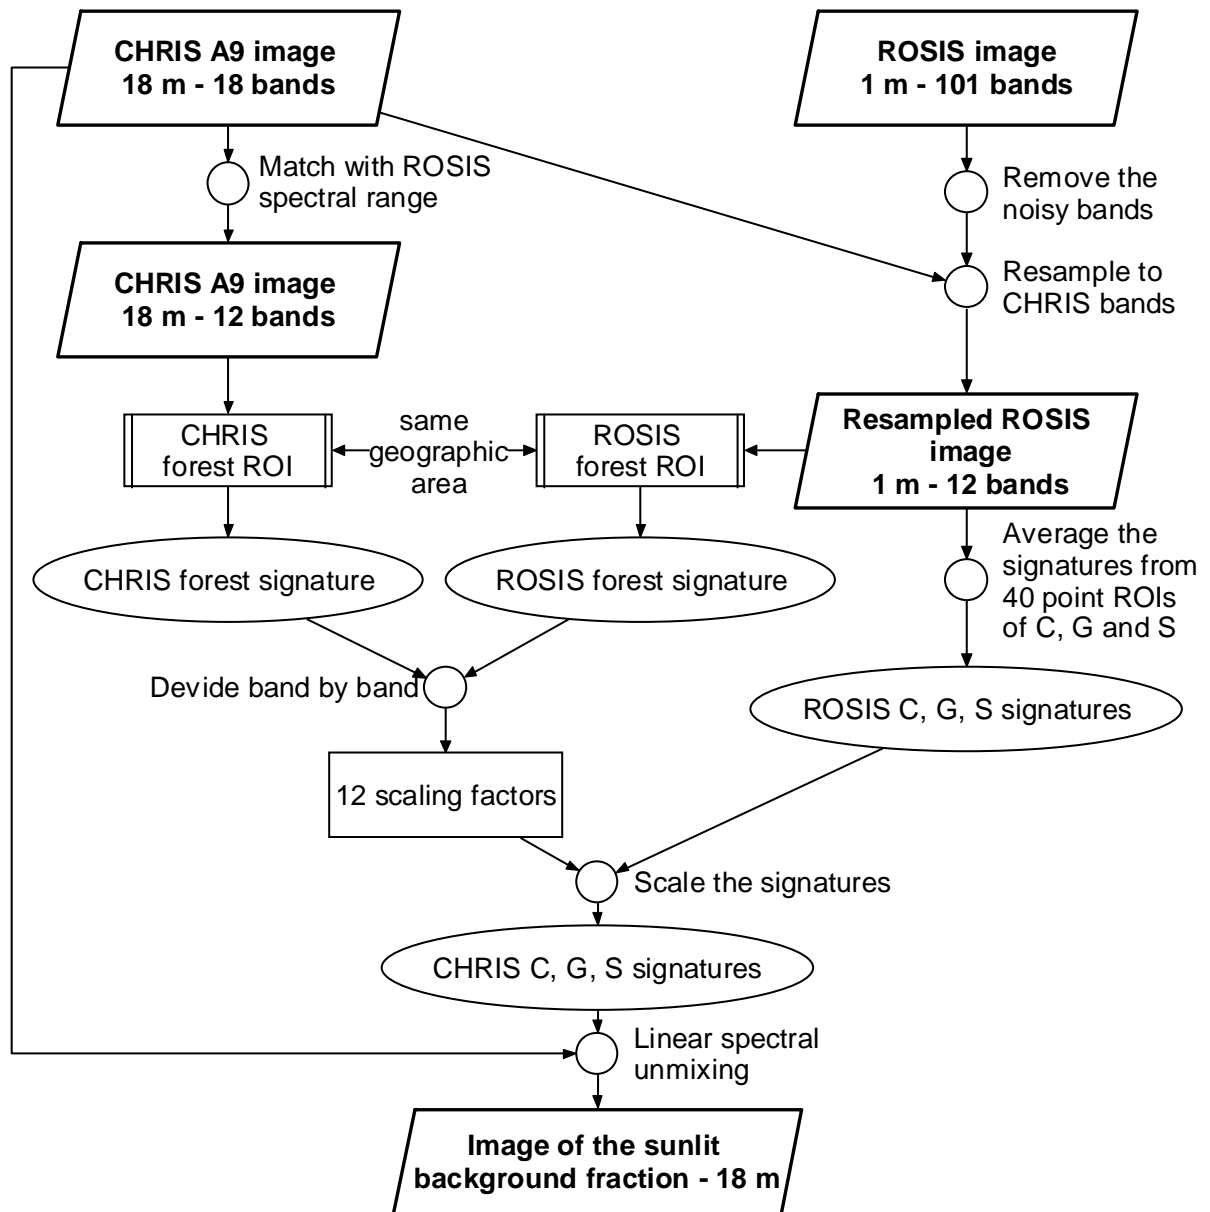 CHRIS A9 image
18 m - 18 bands
ROSIS image
1 m - 101 bands
Match with ROSIS
spectral range
Remove the
noisy bands
CHRIS A9 image
18 m - 12 bands
Resample to
CHRIS bands
CHRIS
forest ROI
same
geographic
area
ROSIS
forest ROI
Resampled ROSIS
image
1 m - 12 bands
CHRIS forest signature
ROSIS forest signature
Average the
signatures from
40 point ROIs
of C, G and S
Devide band by band
ROSIS C, G, S signatures
12 scaling factors
Scale the signatures
CHRIS C, G, S signatures
Linear spectral
unmixing
Image of the sunlit
background fraction - 18 m